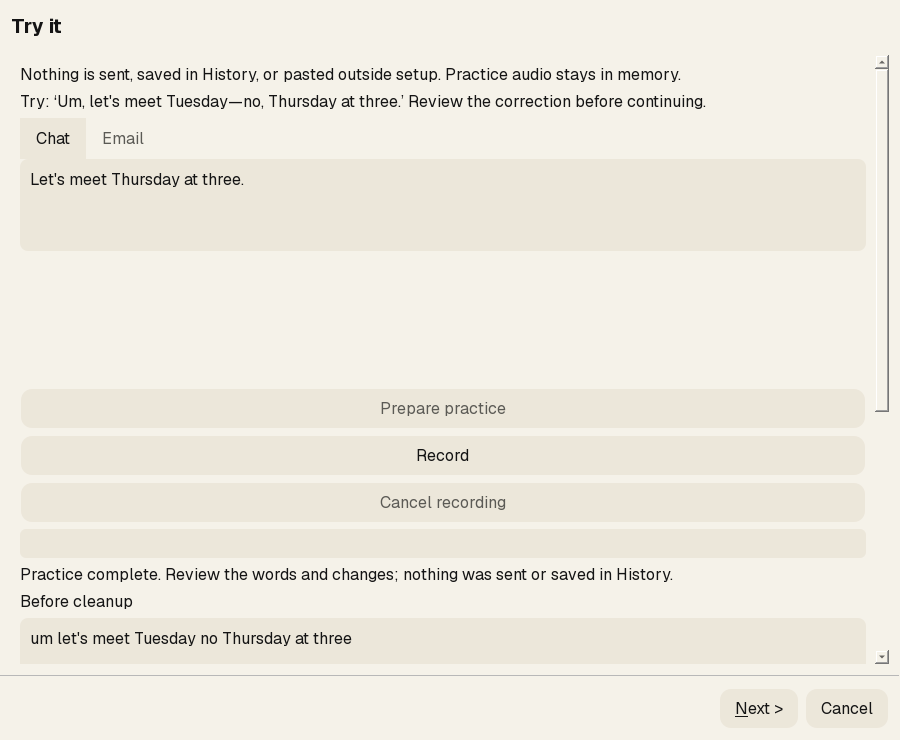 Try it
Nothing is sent, saved in History, or pasted outside setup. Practice audio stays in memory.
Try: ‘Um, let's meet Tuesday—no, Thursday at three.’ Review the correction before continuing.
Chat Email
Let's meet Thursday at three.
Prepare practice
Record
Cancel recording
Practice complete. Review the words and changes; nothing was sent or saved in History.
Before cleanup
um let's meet Tuesday no Thursday at three
Next > Cancel